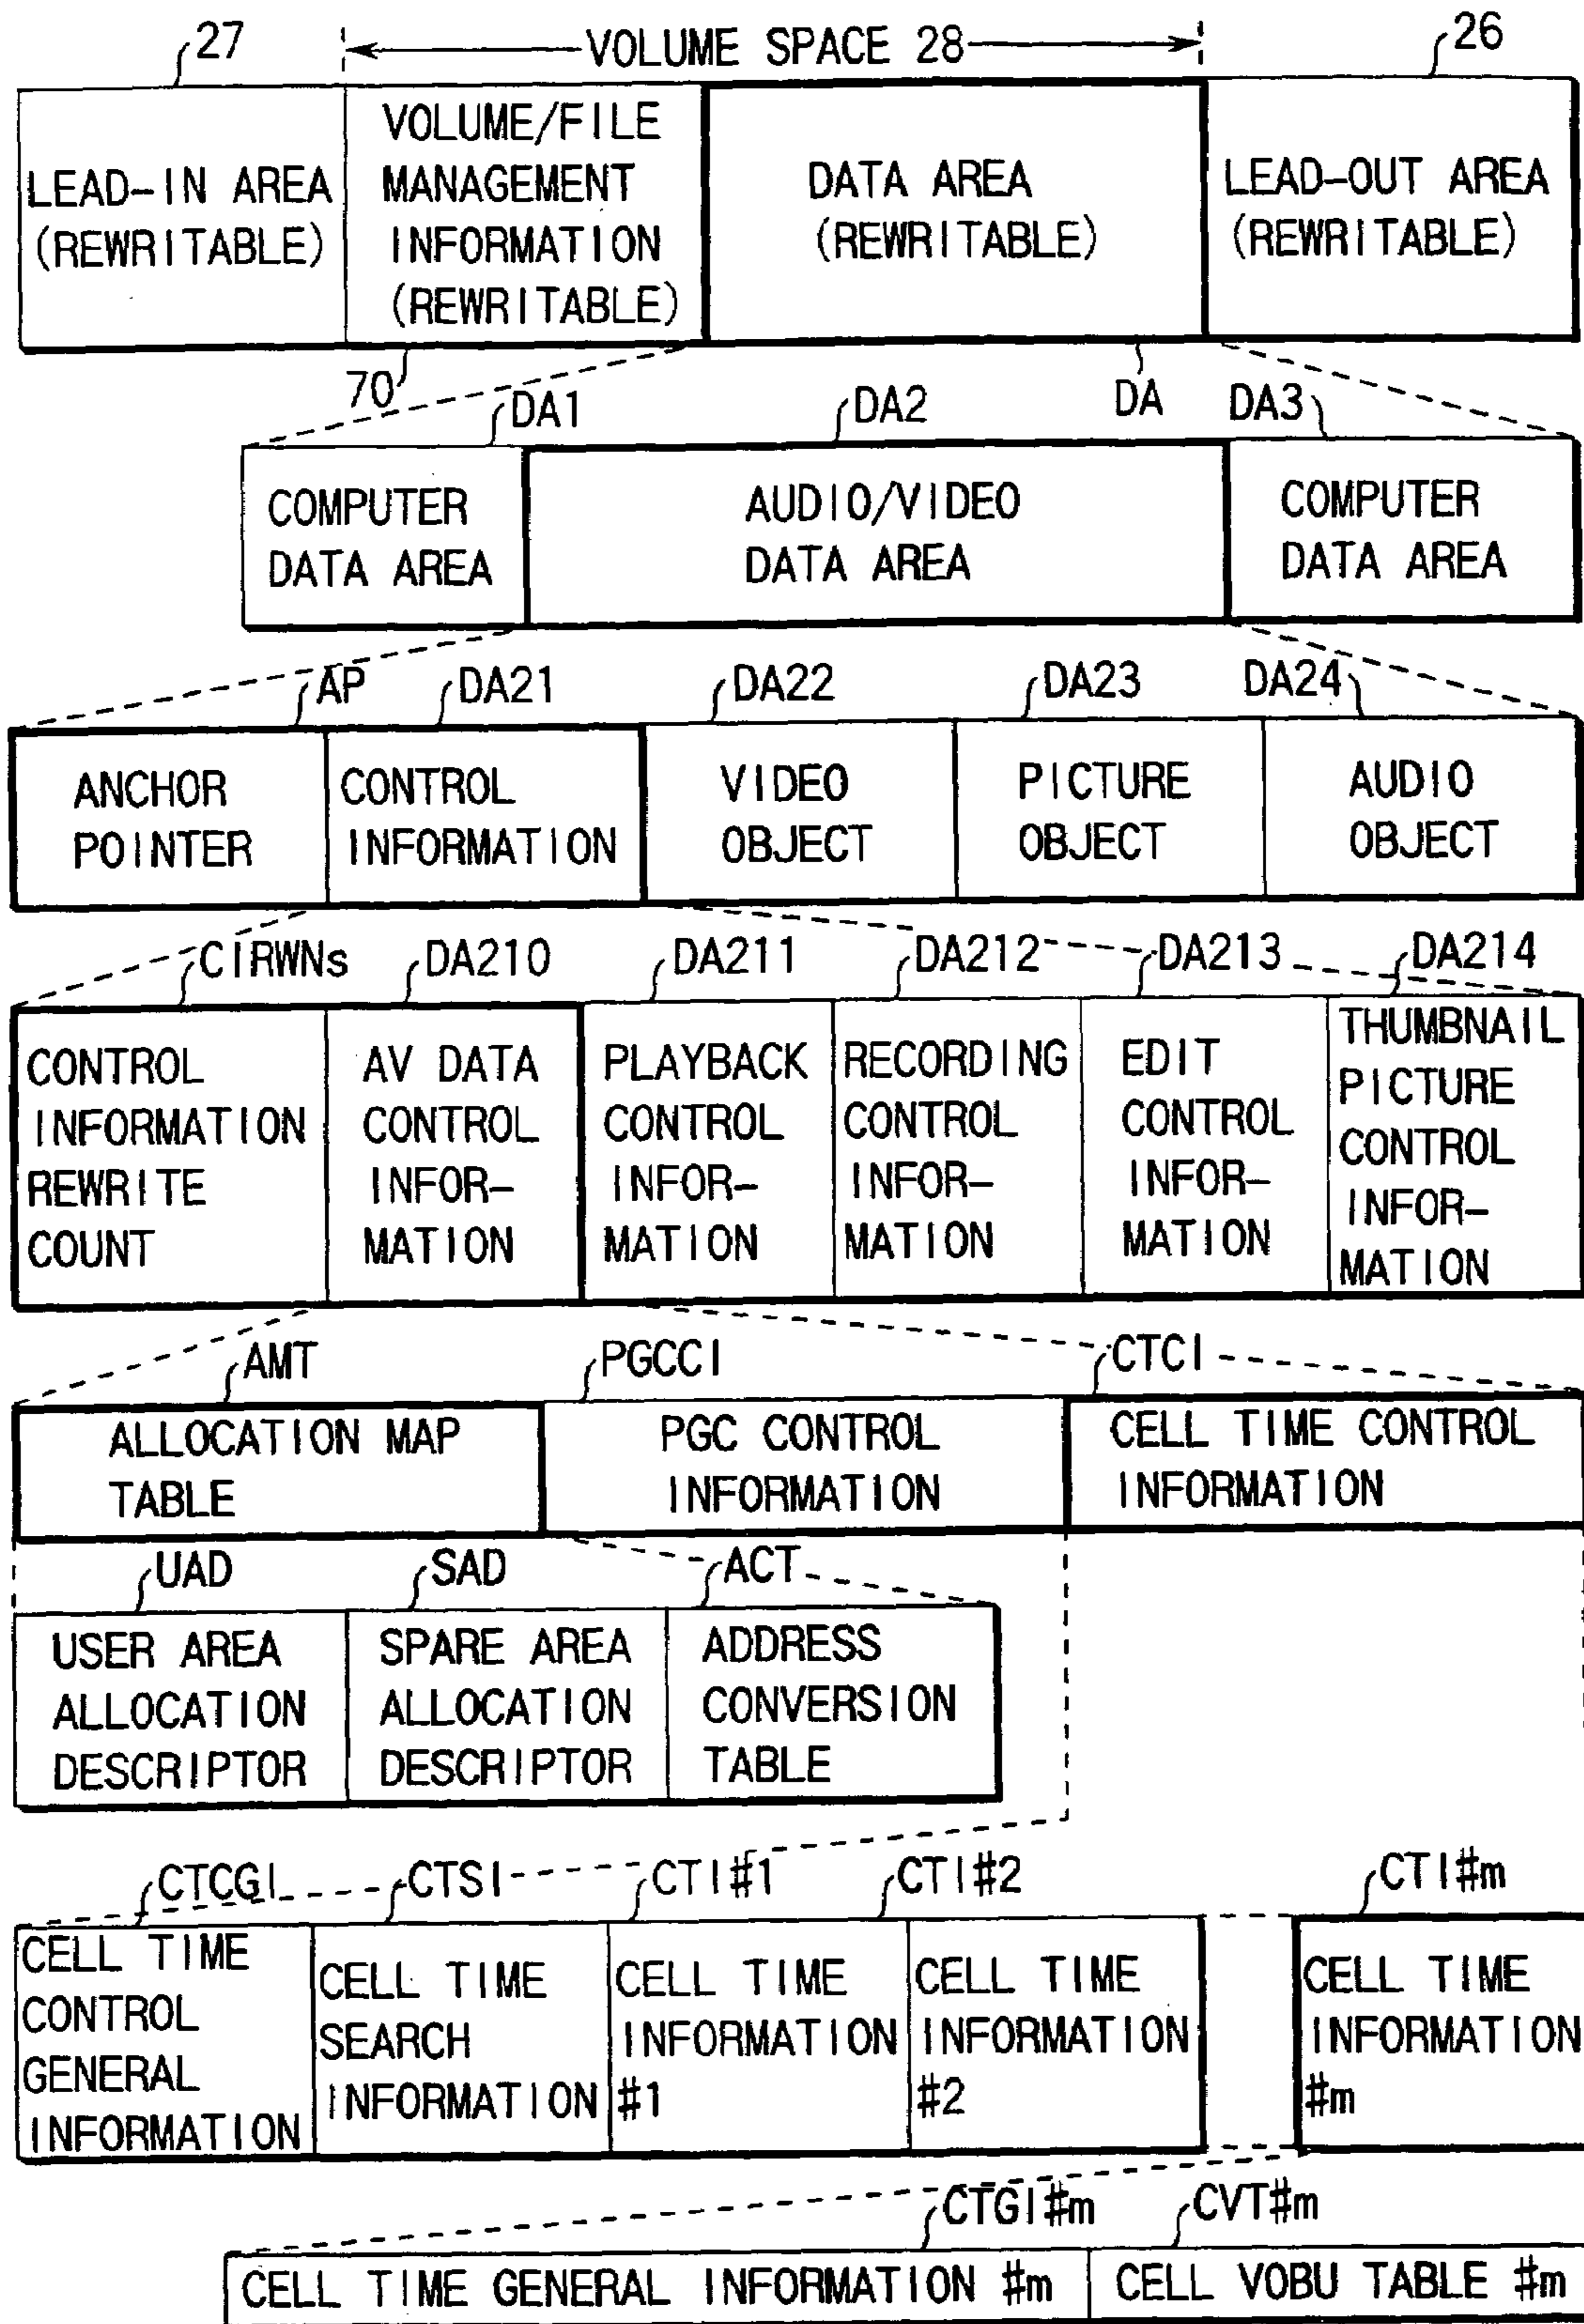 27
VOLUME SPACE 28
26
LEAD-IN AREA
(REWRITABLE)
VOLUME/FILE
MANAGEMENT
INFORMATION
(REWRITABLE)
DATA AREA
(REWRITABLE)
LEAD-OUT AREA
(REWRITABLE)
70
DA1
DA2
DA
DA3
COMPUTER
DATA AREA
AUDIO/VIDEO
DATA AREA
COMPUTER
DATA AREA
AP
DA21
DA22
DA23
DA24
ANCHOR
POINTER
CONTROL
INFORMATION
VIDEO
OBJECT
PICTURE
OBJECT
AUDIO
OBJECT
CIRWNs
DA210
DA211
DA212
DA213
DA214
CONTROL
INFORMATION
REWRITE
COUNT
AV DATA
CONTROL
INFOR-
MATION
PLAYBACK
CONTROL
INFOR-
MATION
RECORDING
CONTROL
INFOR-
MATION
EDIT
CONTROL
INFOR-
MATION
THUMBNAIL
PICTURE
CONTROL
INFOR-
MATION
AMT
PGCCI
CTCI
ALLOCATION MAP
TABLE
PGC CONTROL
INFORMATION
CELL TIME CONTROL
INFORMATION
UAD
SAD
ACT
USER AREA
ALLOCATION
DESCRIPTOR
SPARE AREA
ALLOCATION
DESCRIPTOR
ADDRESS
CONVERSION
TABLE
CTCGI
CTSI
CTI#1
CTI#2
CTI#m
CELL TIME
CONTROL
GENERAL
INFORMATION
CELL TIME
SEARCH
INFORMATION
CELL TIME
INFORMATION
#1
CELL TIME
INFORMATION
#2
CELL TIME
INFORMATION
#m
CTGI#m
CVT#m
CELL TIME GENERAL INFORMATION #m
CELL VOBU TABLE #m